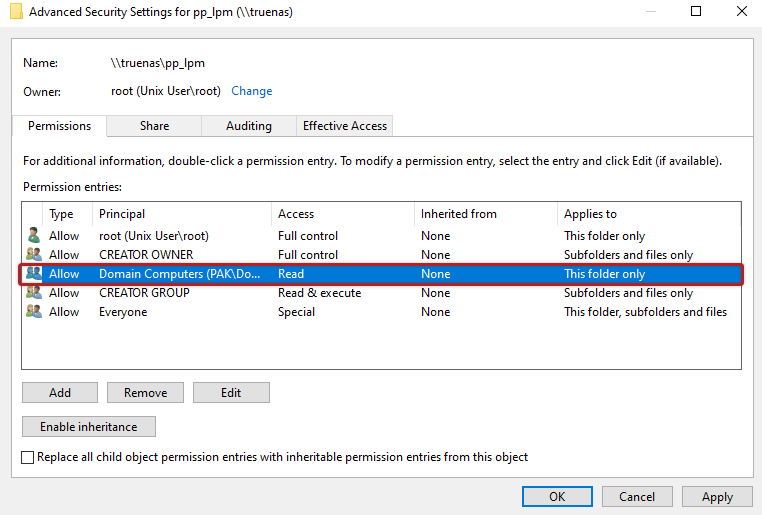 Advanced Security Settings for pp_lpm (\\truenas)
Name: \\truenas\pp_lpm
Owner: root (Unix User\root) Change
Permissions Share Auditing Effective Access
For additional information, double-click a permission entry. To modify a permission entry, select the entry and click Edit (if available).
Permission entries:
Type Principal Access Inherited from Applies to
Allow root (Unix User\root) Full control None This folder only
Allow CREATOR OWNER Full control None Subfolders and files only
Allow Domain Computers (PAK\Do... Read None This folder only
Allow CREATOR GROUP Read & execute None Subfolders and files only
Allow Everyone Special None This folder, subfolders and files
Add Remove Edit
Enable inheritance
Replace all child object permission entries with inheritable permission entries from this object
OK Cancel Apply